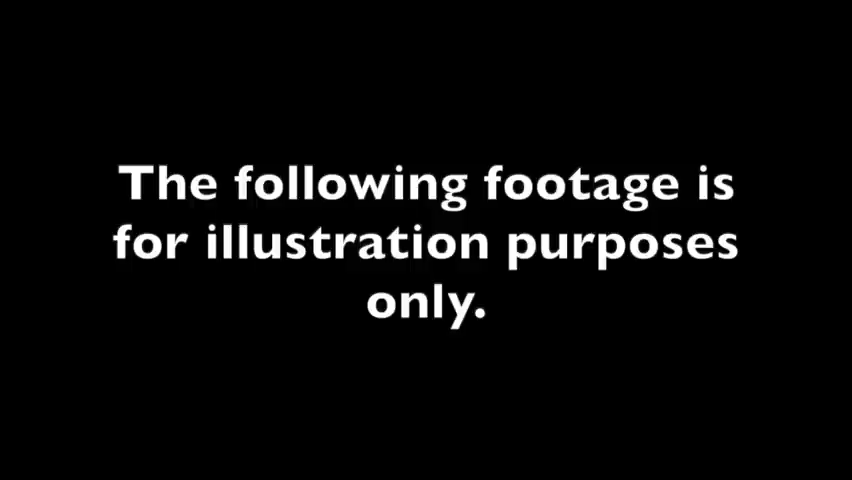 The following footage is
for illustration purposes
only.